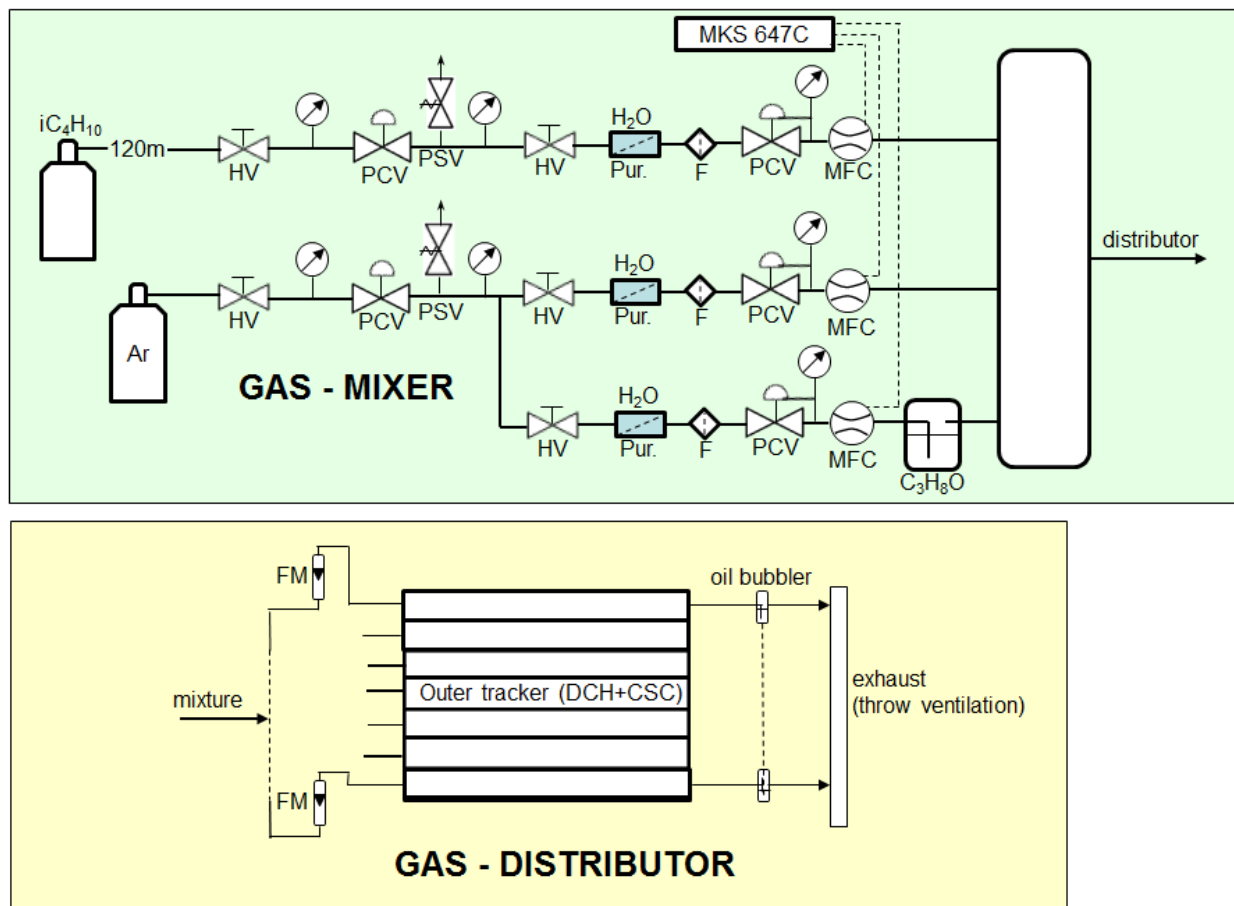 MKS 647C
iC₄H₁₀
120m
HV
PCV
PSV
HV
H₂O
Pur.
F
PCV
MFC
distributor
Ar
HV
PCV
PSV
HV
H₂O
Pur.
F
PCV
MFC
GAS - MIXER
HV
H₂O
Pur.
F
PCV
MFC
C₃H₈O
FM
oil bubbler
mixture
Outer tracker (DCH+CSC)
exhaust
(throw ventilation)
FM
GAS - DISTRIBUTOR